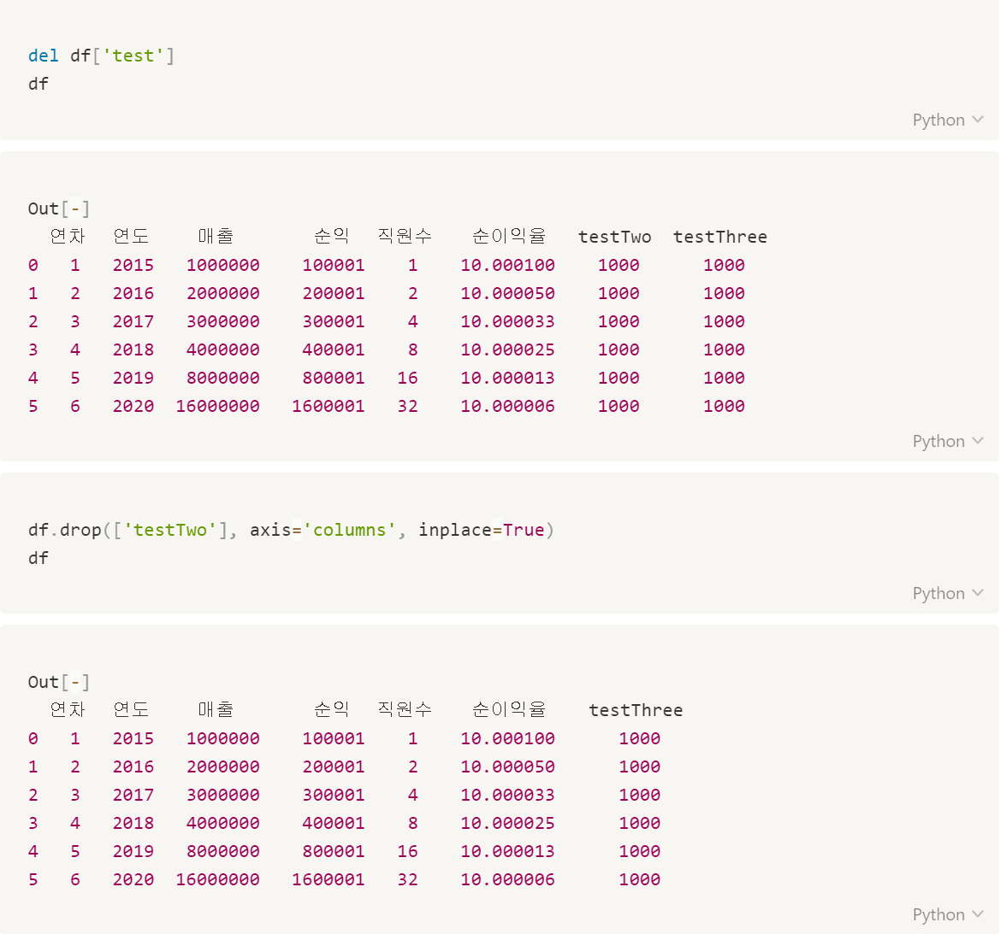 del df['test']
df
Python
Out[-]
연차 연도 매출 순익 직원수 순이익율 testTwo testThree
0 1 2015 1000000 100001 1 10.000100 1000 1000
1 2 2016 2000000 200001 2 10.000050 1000 1000
2 3 2017 3000000 300001 4 10.000033 1000 1000
3 4 2018 4000000 400001 8 10.000025 1000 1000
4 5 2019 8000000 800001 16 10.000013 1000 1000
5 6 2020 16000000 1600001 32 10.000006 1000 1000
Python
df.drop(['testTwo'], axis='columns', inplace=True)
df
Python
Out[-]
연차 연도 매출 순익 직원수 순이익율 testThree
0 1 2015 1000000 100001 1 10.000100 1000
1 2 2016 2000000 200001 2 10.000050 1000
2 3 2017 3000000 300001 4 10.000033 1000
3 4 2018 4000000 400001 8 10.000025 1000
4 5 2019 8000000 800001 16 10.000013 1000
5 6 2020 16000000 1600001 32 10.000006 1000
Python